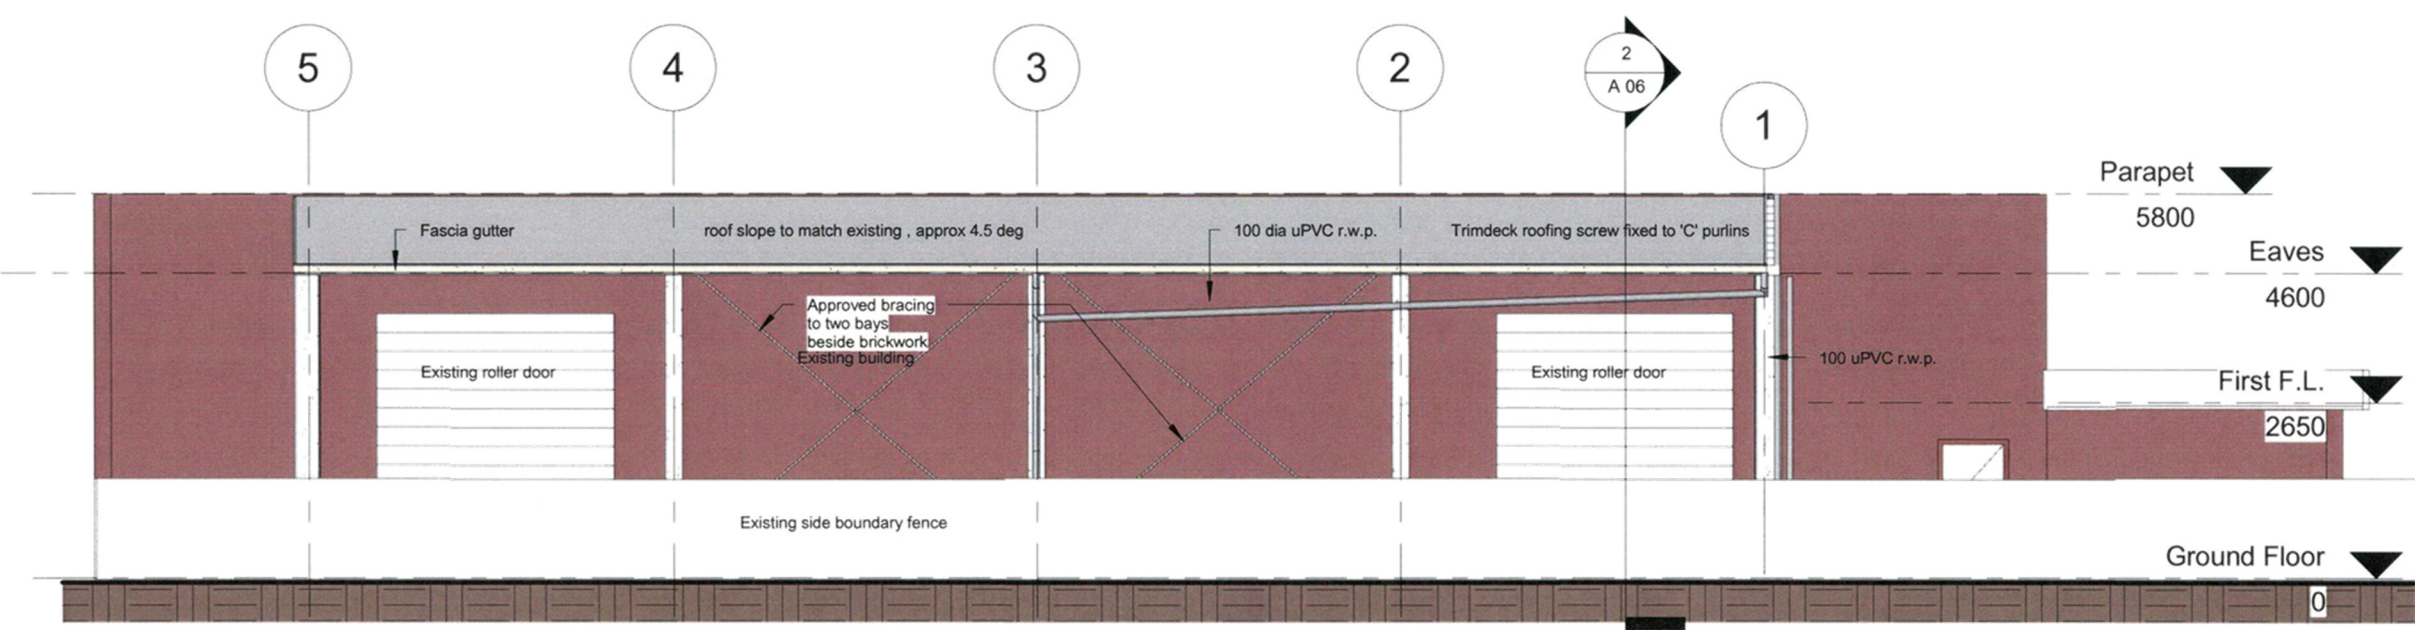 5
4
3
2
2
A 06
1
Parapet
5800
Fascia gutter
roof slope to match existing , approx 4.5 deg
100 dia uPVC r.w.p.
Trimdeck roofing screw fixed to 'C' purlins
Eaves
4600
Approved bracing
to two bays
beside brickwork
Existing building
Existing roller door
Existing roller door
100 uPVC r.w.p.
First F.L.
2650
Existing side boundary fence
Ground Floor
0